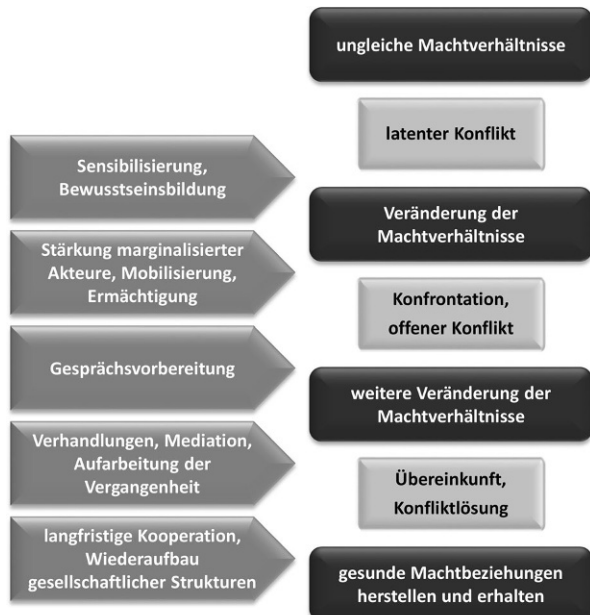 ungleiche Machtverhältnisse
latenter Konflikt
Sensibilisierung,
Bewusstseinsbildung
Veränderung der
Machtverhältnisse
Stärkung marginalisierter
Akteure, Mobilisierung,
Ermächtigung
Konfrontation,
offener Konflikt
Gesprächsvorbereitung
weitere Veränderung der
Machtverhältnisse
Verhandlungen, Mediation,
Aufarbeitung der
Vergangenheit
Übereinkunft,
Konfliktlösung
langfristige Kooperation,
Wiederaufbau
gesellschaftlicher Strukturen
gesunde Machtbeziehungen
herstellen und erhalten